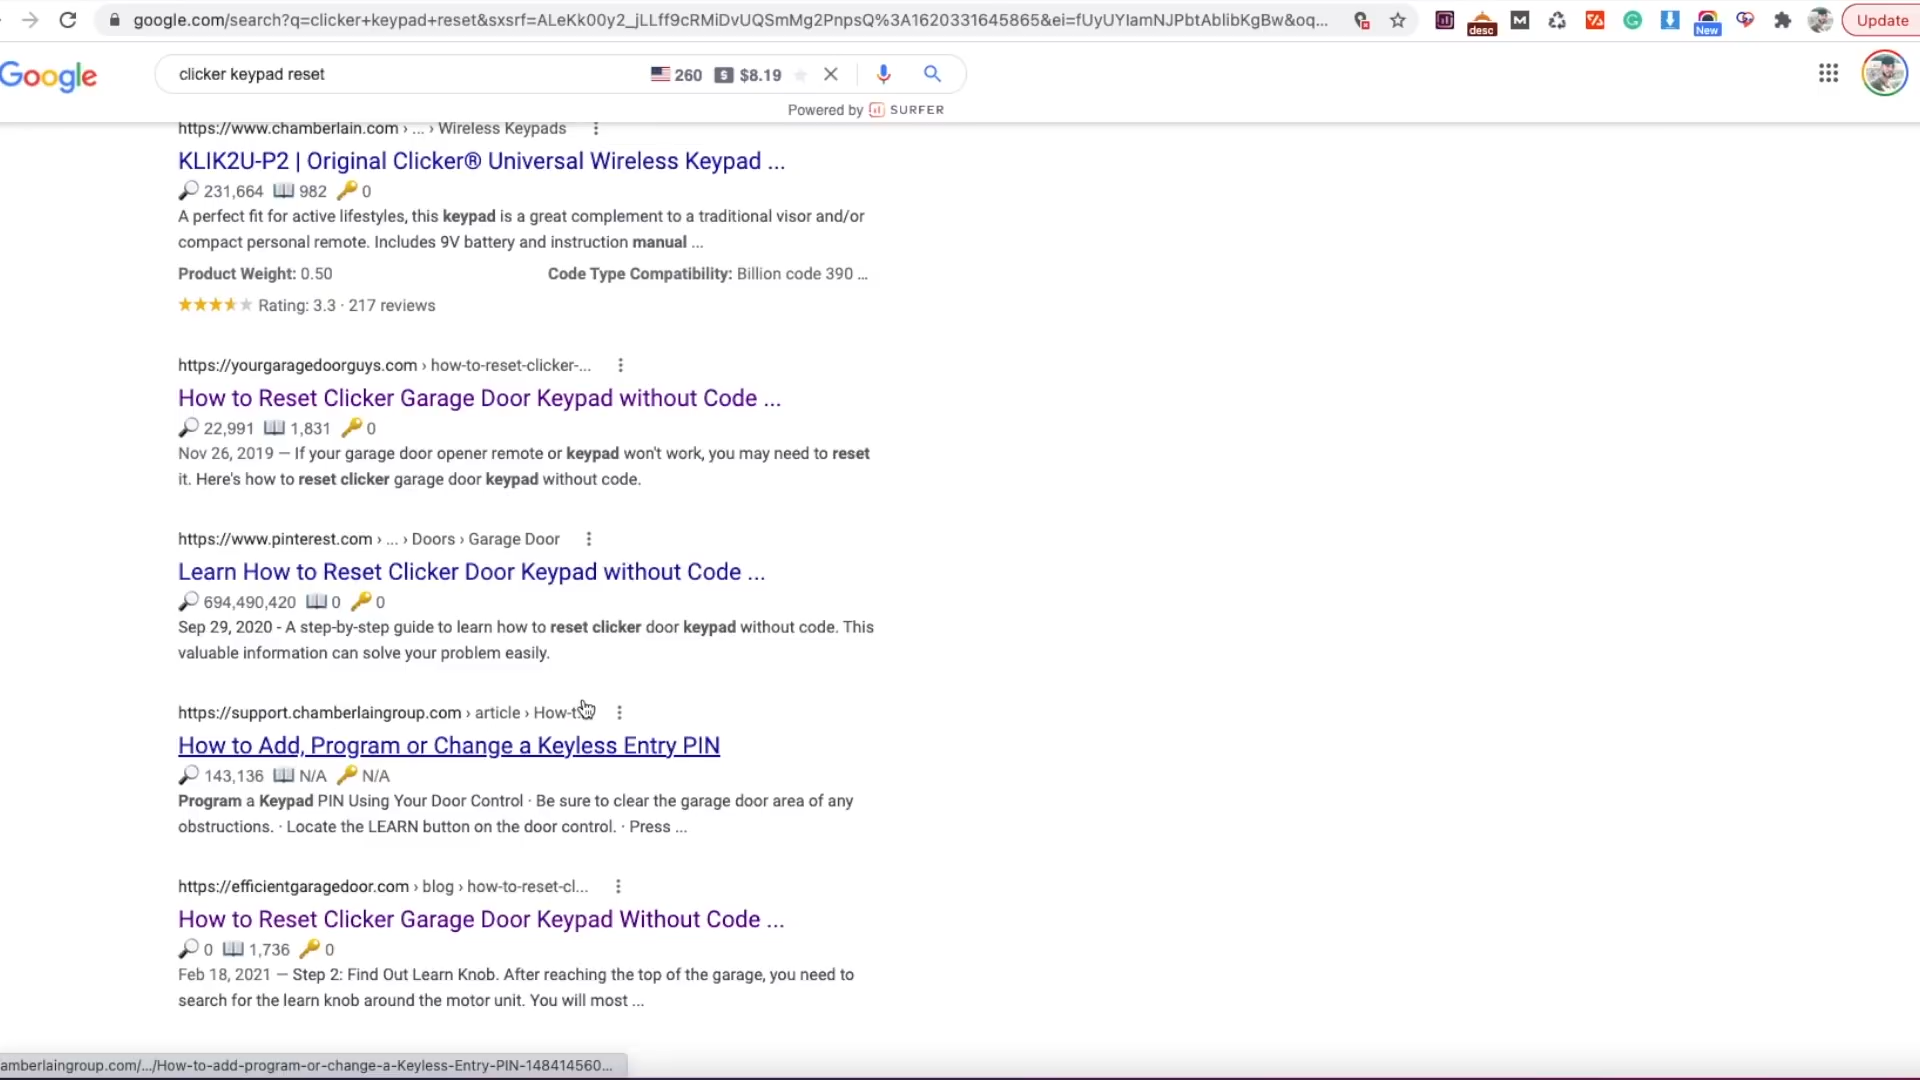 google.com/search?q=clicker+keypad+reset&sxsrf=ALeKk00y2_jLLff9cRMiDvUQSmMg2PnpsQ%3A1620331645865&ei=fUyUYIamNJPbtAblibKgBw&oq...
desc
New
Update
Google
clicker keypad reset
260 $ $8.19
Powered by SURFER
https://www.chamberlain.com › ... › Wireless Keypads
KLIK2U-P2 | Original Clicker® Universal Wireless Keypad ...
231,664 982 0
A perfect fit for active lifestyles, this keypad is a great complement to a traditional visor and/or
compact personal remote. Includes 9V battery and instruction manual ...
Product Weight: 0.50 Code Type Compatibility: Billion code 390 ...
Rating: 3.3 · 217 reviews
https://yourgaragedoorguys.com › how-to-reset-clicker-...
How to Reset Clicker Garage Door Keypad without Code ...
22,991 1,831 0
Nov 26, 2019 — If your garage door opener remote or keypad won't work, you may need to reset
it. Here's how to reset clicker garage door keypad without code.
https://www.pinterest.com › ... › Doors › Garage Door
Learn How to Reset Clicker Door Keypad without Code ...
694,490,420 0 0
Sep 29, 2020 - A step-by-step guide to learn how to reset clicker door keypad without code. This
valuable information can solve your problem easily.
https://support.chamberlaingroup.com › article › How-t
How to Add, Program or Change a Keyless Entry PIN
143,136 N/A N/A
Program a Keypad PIN Using Your Door Control · Be sure to clear the garage door area of any
obstructions. · Locate the LEARN button on the door control. · Press ...
https://efficientgaragedoor.com › blog › how-to-reset-cl...
How to Reset Clicker Garage Door Keypad Without Code ...
0 1,736 0
Feb 18, 2021 — Step 2: Find Out Learn Knob. After reaching the top of the garage, you need to
search for the learn knob around the motor unit. You will most ...
amberlaingroup.com/.../How-to-add-program-or-change-a-Keyless-Entry-PIN-148414560...